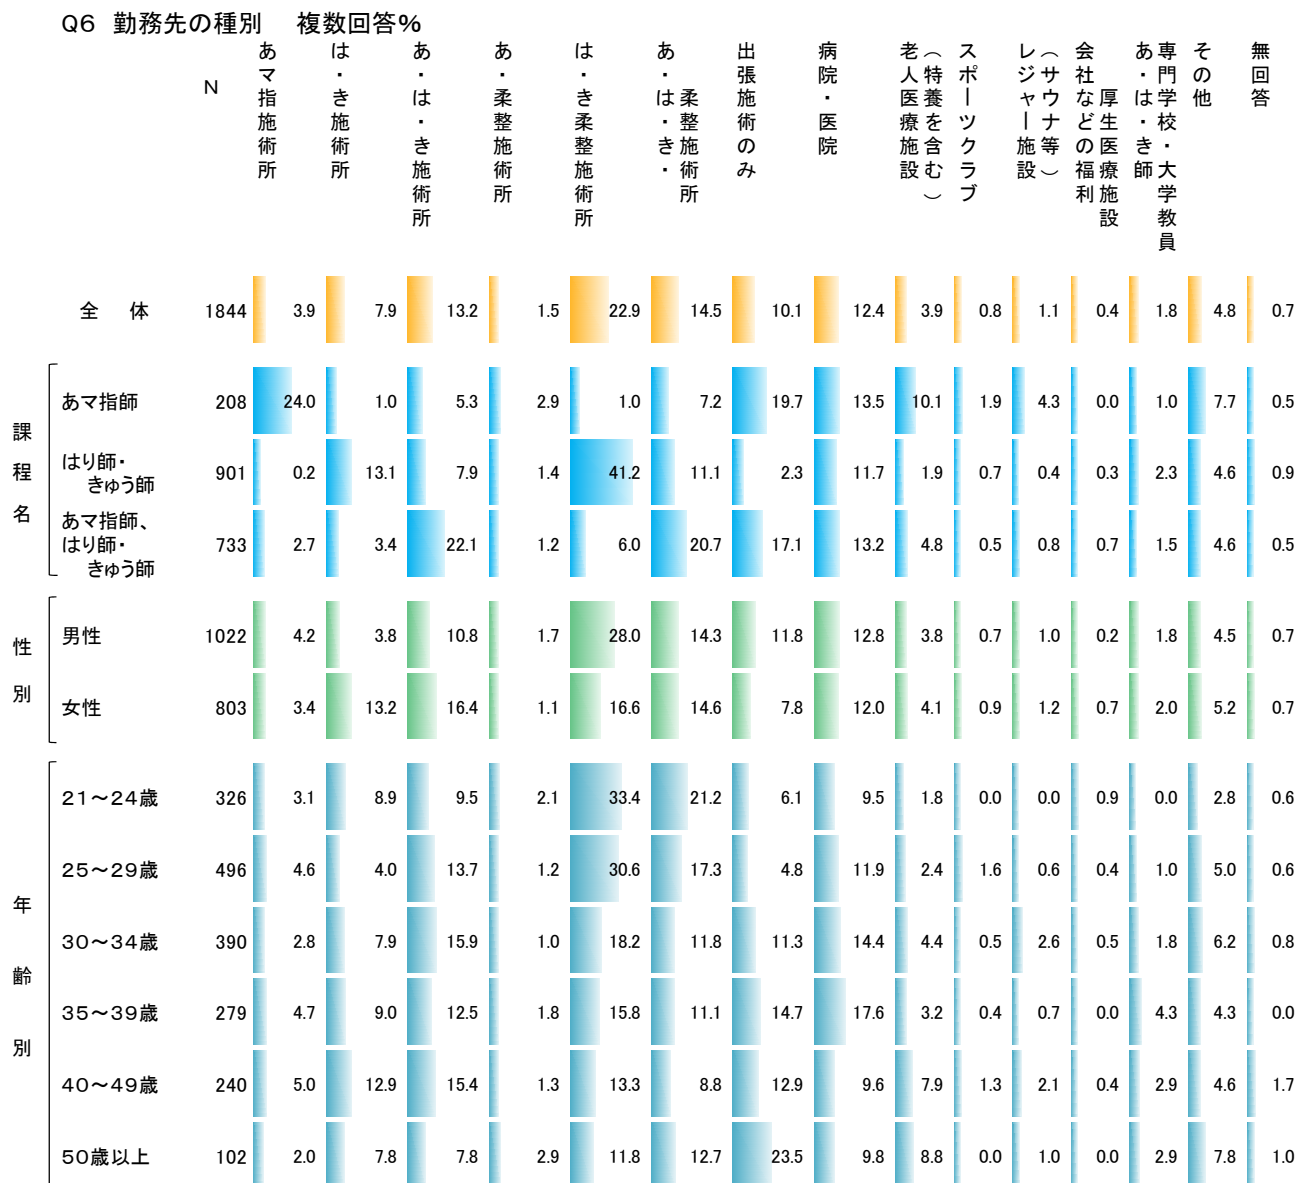 Q6 勤務先の種別 複数回答%
N
あマ指施術所
は・き施術所
あ・は・き施術所
あ・柔整施術所
は・き柔整施術所
あ・は・き・
柔整施術所
出張施術のみ
病院・医院
老人医療施設
（特養を含む）
スポーツクラブ
レジャー施設
（サウナ等）
会社などの福利
厚生医療施設
あ・は・き師
専門学校・大学教員
その他
無回答
全 体 1844 3.9 7.9 13.2 1.5 22.9 14.5 10.1 12.4 3.9 0.8 1.1 0.4 1.8 4.8 0.7
課程名
あマ指師 208 24.0 1.0 5.3 2.9 1.0 7.2 19.7 13.5 10.1 1.9 4.3 0.0 1.0 7.7 0.5
はり師・
きゅう師 901 0.2 13.1 7.9 1.4 41.2 11.1 2.3 11.7 1.9 0.7 0.4 0.3 2.3 4.6 0.9
あマ指師、
はり師・
きゅう師 733 2.7 3.4 22.1 1.2 6.0 20.7 17.1 13.2 4.8 0.5 0.8 0.7 1.5 4.6 0.5
性別
男性 1022 4.2 3.8 10.8 1.7 28.0 14.3 11.8 12.8 3.8 0.7 1.0 0.2 1.8 4.5 0.7
女性 803 3.4 13.2 16.4 1.1 16.6 14.6 7.8 12.0 4.1 0.9 1.2 0.7 2.0 5.2 0.7
年齢別
21～24歳 326 3.1 8.9 9.5 2.1 33.4 21.2 6.1 9.5 1.8 0.0 0.0 0.9 0.0 2.8 0.6
25～29歳 496 4.6 4.0 13.7 1.2 30.6 17.3 4.8 11.9 2.4 1.6 0.6 0.4 1.0 5.0 0.6
30～34歳 390 2.8 7.9 15.9 1.0 18.2 11.8 11.3 14.4 4.4 0.5 2.6 0.5 1.8 6.2 0.8
35～39歳 279 4.7 9.0 12.5 1.8 15.8 11.1 14.7 17.6 3.2 0.4 0.7 0.0 4.3 4.3 0.0
40～49歳 240 5.0 12.9 15.4 1.3 13.3 8.8 12.9 9.6 7.9 1.3 2.1 0.4 2.9 4.6 1.7
50歳以上 102 2.0 7.8 7.8 2.9 11.8 12.7 23.5 9.8 8.8 0.0 1.0 0.0 2.9 7.8 1.0